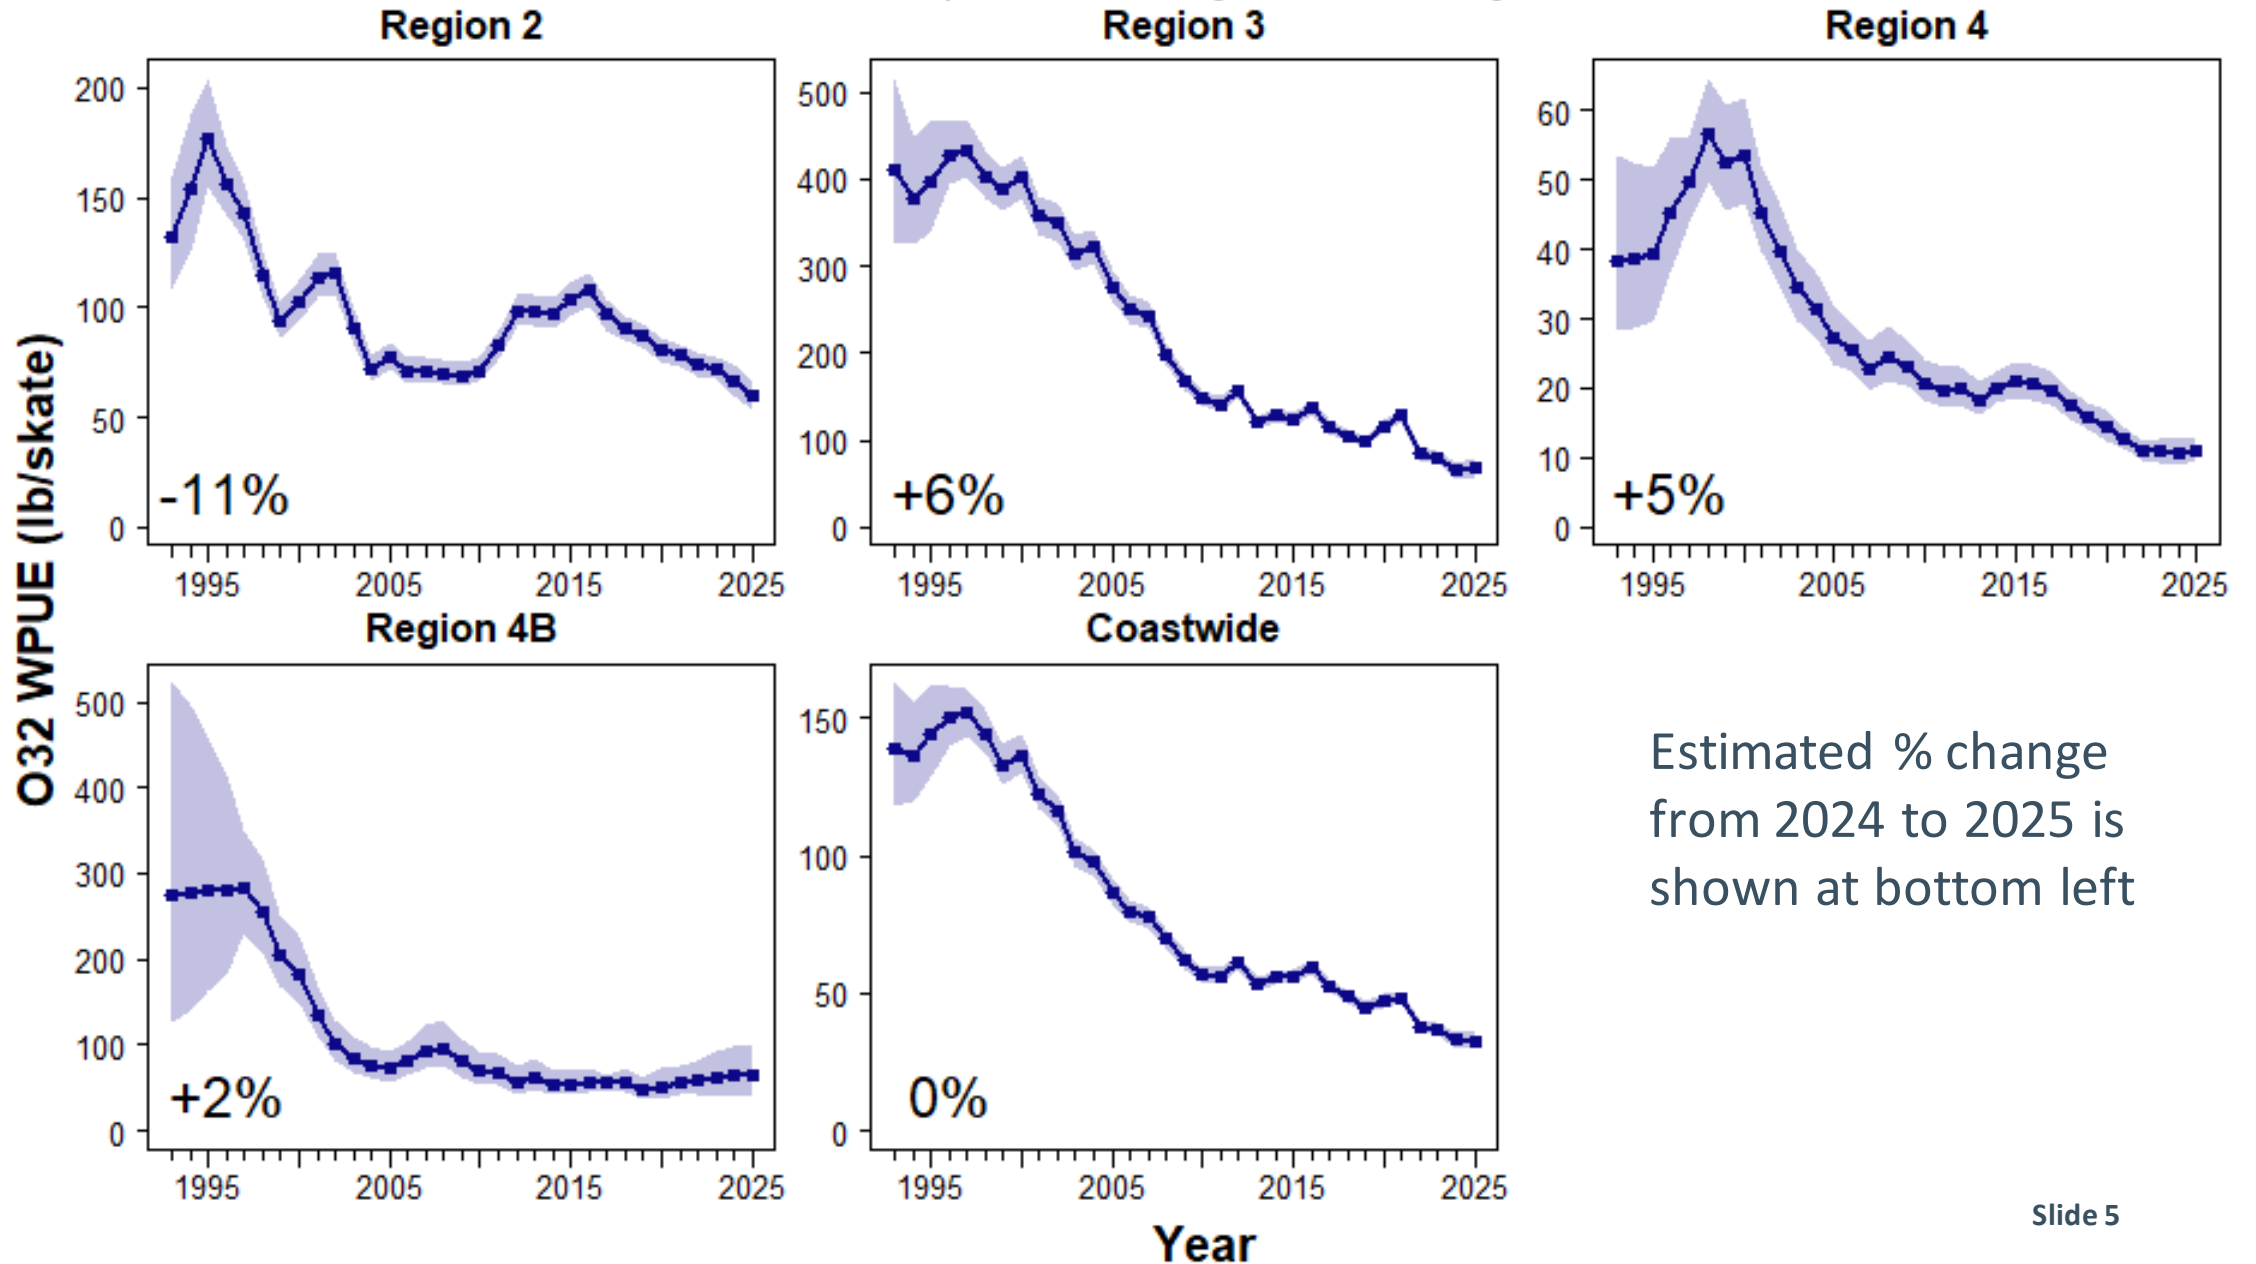 Region 2
Region 3
Region 4
O32 WPUE (lb/skate)
200
150
100
50
0
-11%
1995 2005 2015 2025
500
400
300
200
100
0
+6%
1995 2005 2015 2025
60
50
40
30
20
10
0
+5%
1995 2005 2015 2025
Region 4B
Coastwide
500
400
300
200
100
0
+2%
1995 2005 2015 2025
150
100
50
0
0%
1995 2005 2015 2025
Estimated % change
from 2024 to 2025 is
shown at bottom left
Year
Slide 5